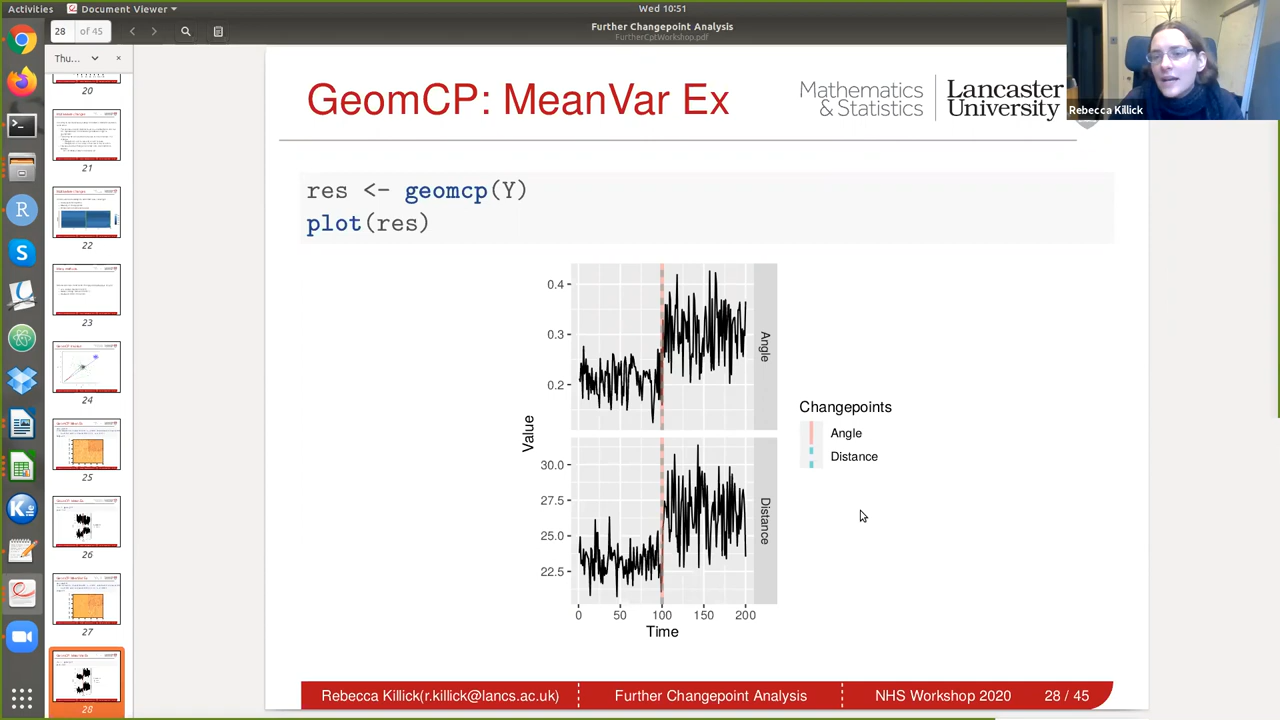 Activities
Document Viewer
Wed 10:51
28 of 45
Further Changepoint Analysis
FurtherCptWorkshop.pdf
Thu...
20
21
22
23
24
25
26
27
28
GeomCP: MeanVar Ex
Mathematics & Statistics
Lancaster University
Rebecca Killick
res <- geomcp(Y)
plot(res)
0.4
0.3
0.2
Angle
Value
30.0
27.5
25.0
22.5
Distance
0 50 100 150 200
Time
Changepoints
Angle
Distance
Rebecca Killick(r.killick@lancs.ac.uk)
Further Changepoint Analysis
NHS Workshop 2020
28 / 45